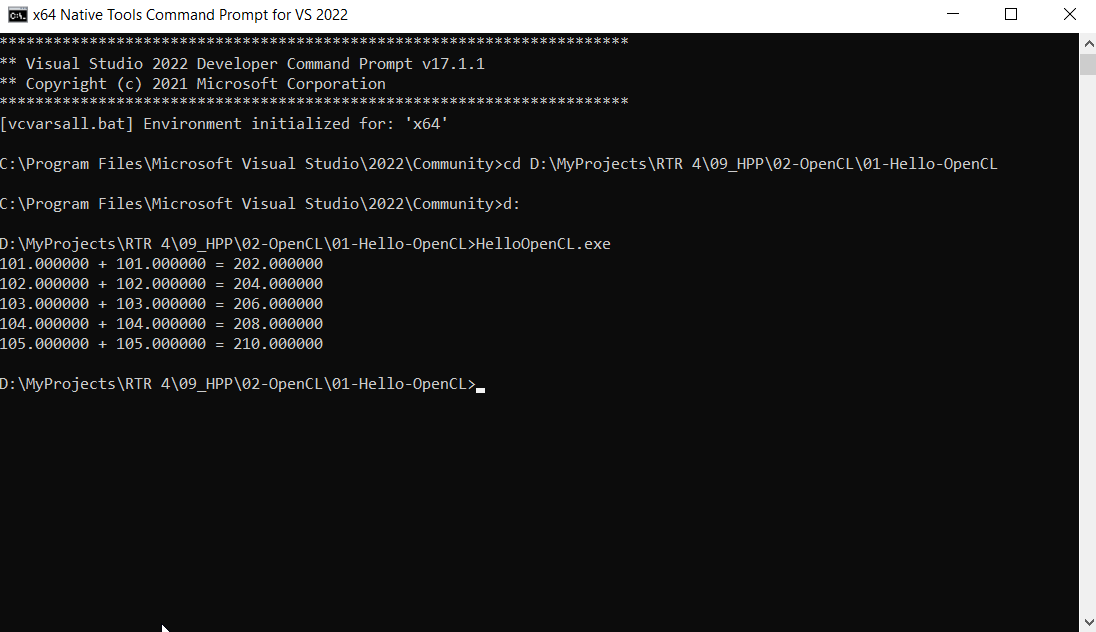 x64 Native Tools Command Prompt for VS 2022
**********************************************************************
** Visual Studio 2022 Developer Command Prompt v17.1.1
** Copyright (c) 2021 Microsoft Corporation
**********************************************************************
[vcvarsall.bat] Environment initialized for: 'x64'
C:\Program Files\Microsoft Visual Studio\2022\Community>cd D:\MyProjects\RTR 4\09_HPP\02-OpenCL\01-Hello-OpenCL
C:\Program Files\Microsoft Visual Studio\2022\Community>d:
D:\MyProjects\RTR 4\09_HPP\02-OpenCL\01-Hello-OpenCL>HelloOpenCL.exe
101.000000 + 101.000000 = 202.000000
102.000000 + 102.000000 = 204.000000
103.000000 + 103.000000 = 206.000000
104.000000 + 104.000000 = 208.000000
105.000000 + 105.000000 = 210.000000
D:\MyProjects\RTR 4\09_HPP\02-OpenCL\01-Hello-OpenCL>